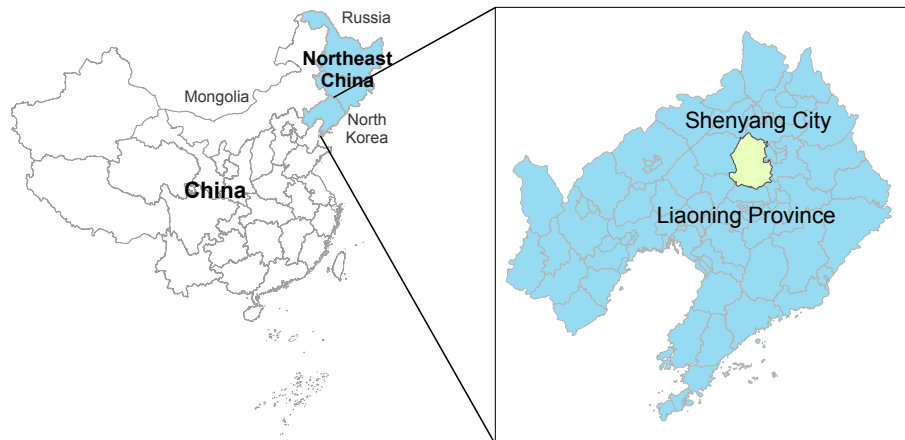 Russia
Northeast
China
Mongolia
North
Korea
China
Shenyang City
Liaoning Province